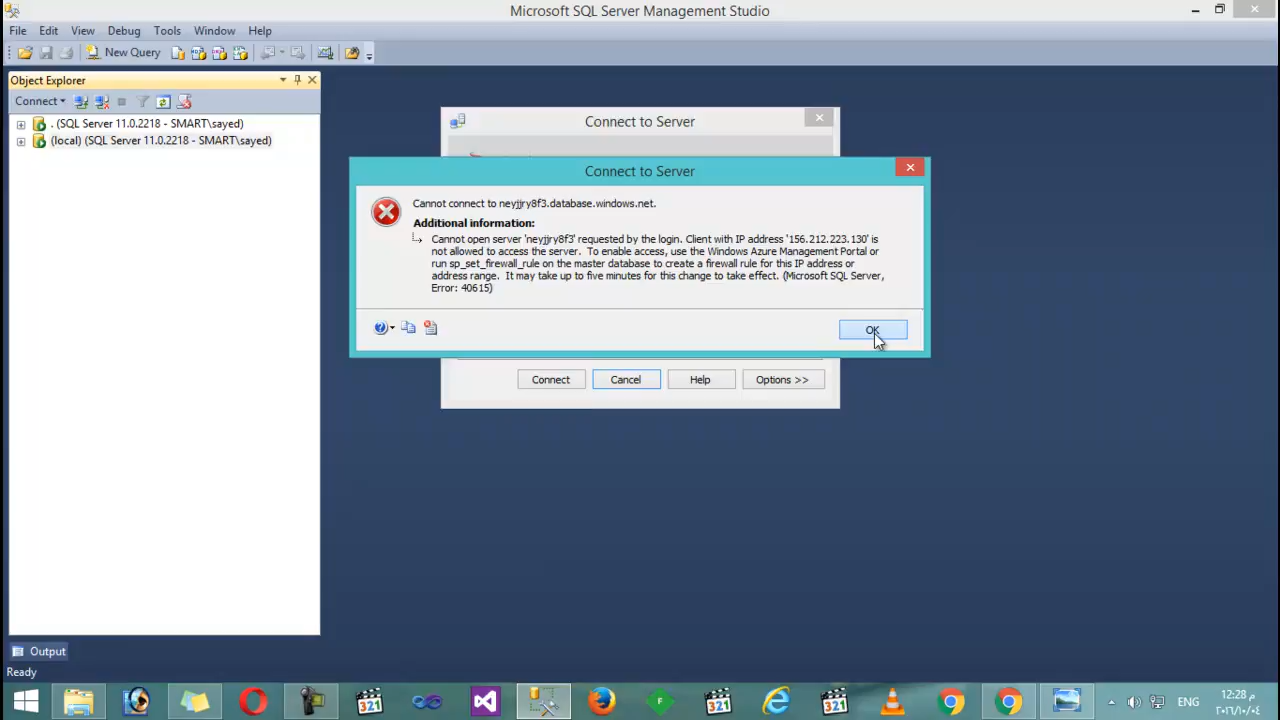 Microsoft SQL Server Management Studio
File Edit View Debug Tools Window Help
New Query
Object Explorer
Connect
. (SQL Server 11.0.2218 - SMART\sayed)
(local) (SQL Server 11.0.2218 - SMART\sayed)
Connect to Server
Connect to Server
Cannot connect to neyjjry8f3.database.windows.net.
Additional information:
Cannot open server 'neyjjry8f3' requested by the login. Client with IP address '156.212.223.130' is
not allowed to access the server. To enable access, use the Windows Azure Management Portal or
run sp_set_firewall_rule on the master database to create a firewall rule for this IP address or
address range. It may take up to five minutes for this change to take effect. (Microsoft SQL Server,
Error: 40615)
OK
Connect Cancel Help Options >>
Output
Ready
321 321 F 321
ENG
12:28 م
٢٠١٦/١٠/٠٤